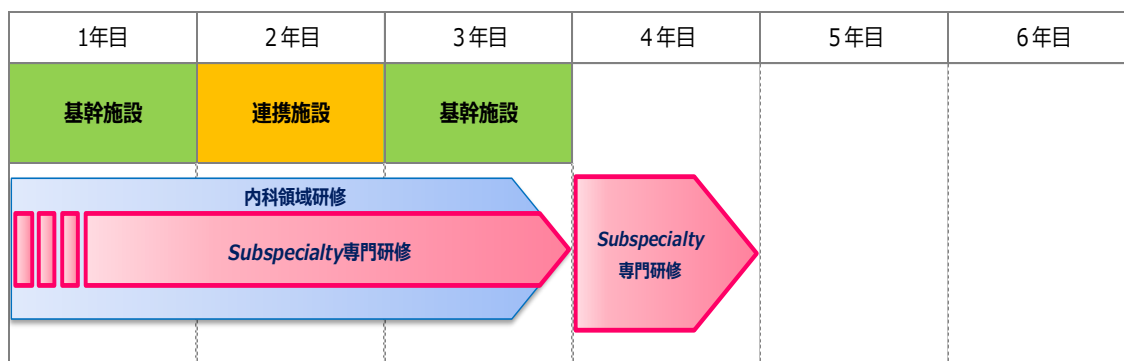 1年目 2年目 3年目 4年目 5年目 6年目
基幹施設 連携施設 基幹施設
内科領域研修
Subspecialty専門研修
Subspecialty
専門研修